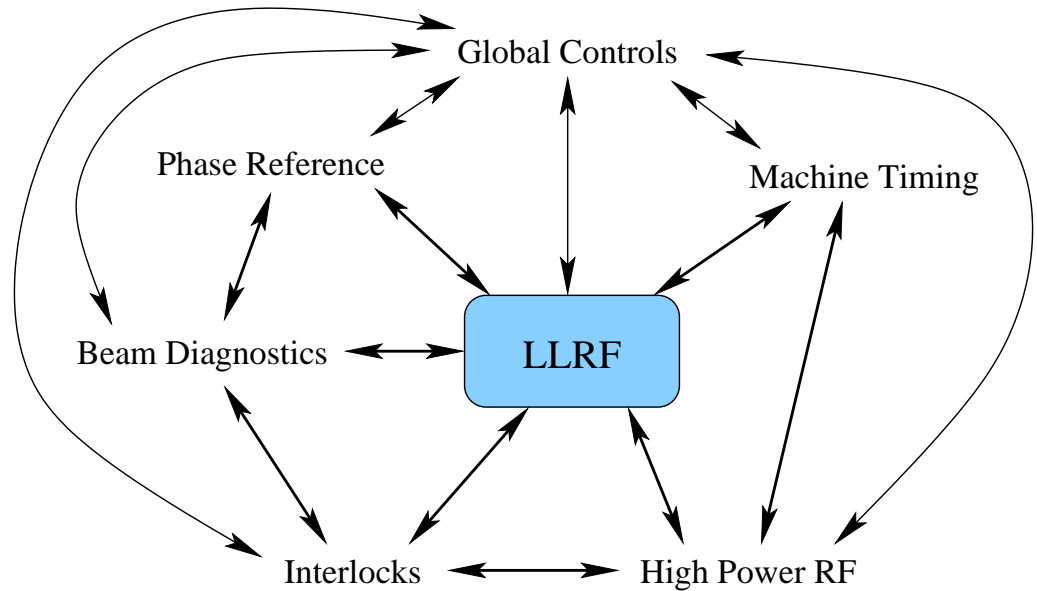 Global Controls
Phase Reference
Machine Timing
Beam Diagnostics
LLRF
Interlocks
High Power RF